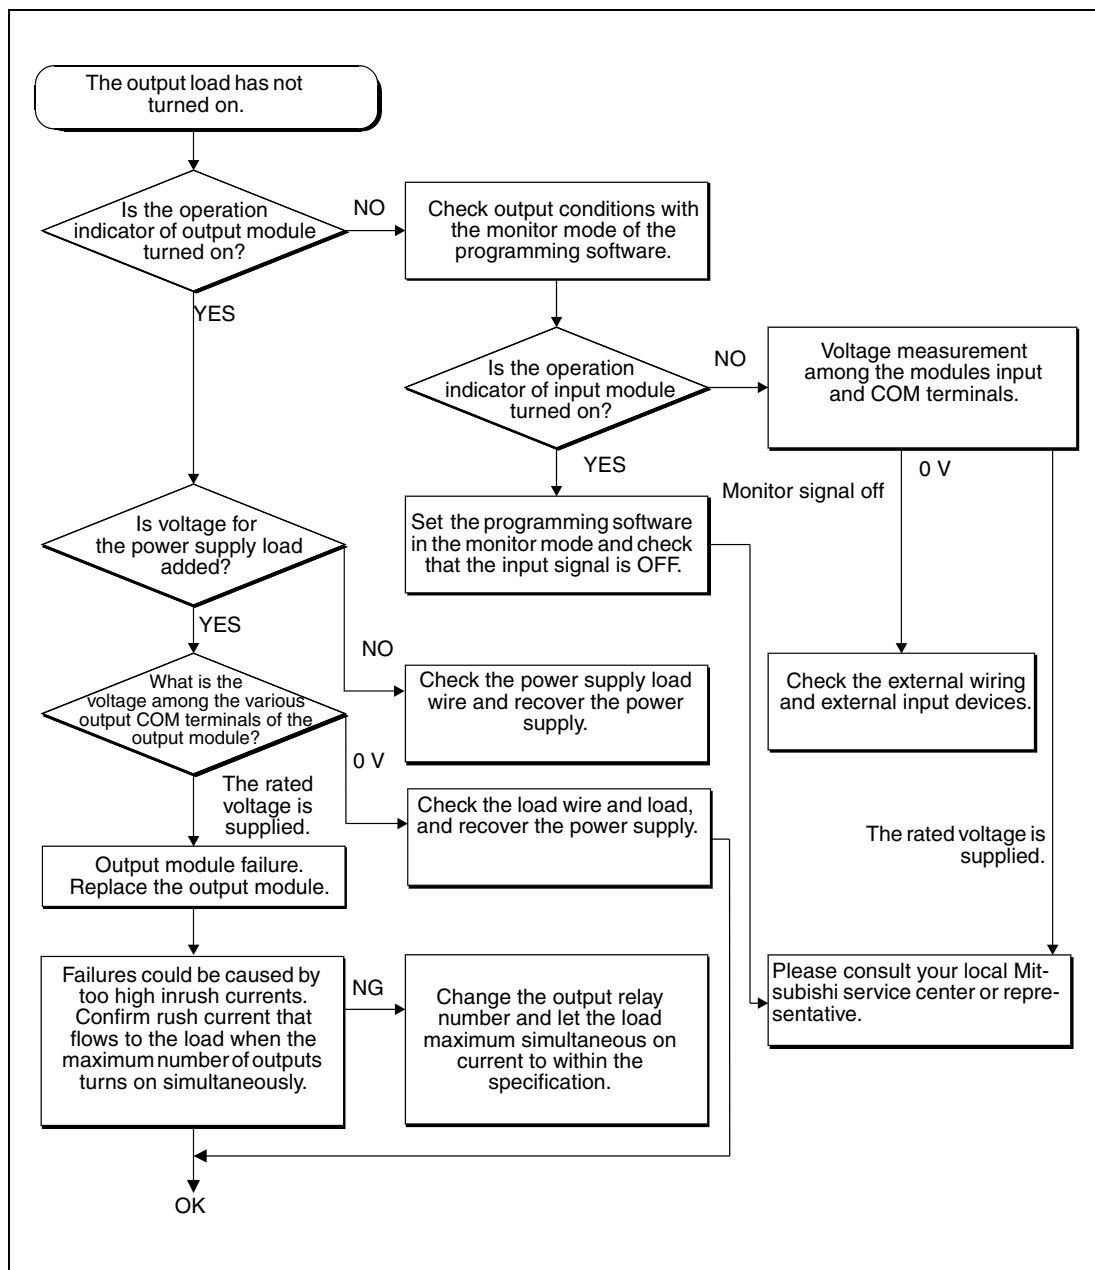 The output load has not
turned on.
Is the operation
indicator of output module
turned on?
NO
Check output conditions with
the monitor mode of the
programming software.
YES
Is the operation
indicator of input module
turned on?
NO
Voltage measurement
among the modules input
and COM terminals.
YES
0 V
Monitor signal off
Is voltage for
the power supply load
added?
Set the programming software
in the monitor mode and check
that the input signal is OFF.
YES
NO
What is the
voltage among the various
output COM terminals of the
output module?
Check the power supply load
wire and recover the power
supply.
Check the external wiring
and external input devices.
0 V
The rated
voltage is
supplied.
Check the load wire and load,
and recover the power supply.
The rated voltage is
supplied.
Output module failure.
Replace the output module.
Failures could be caused by
too high inrush currents.
Confirm rush current that
flows to the load when the
maximum number of outputs
turns on simultaneously.
NG
Change the output relay
number and let the load
maximum simultaneous on
current to within the
specification.
Please consult your local Mit-
subishi service center or repre-
sentative.
OK